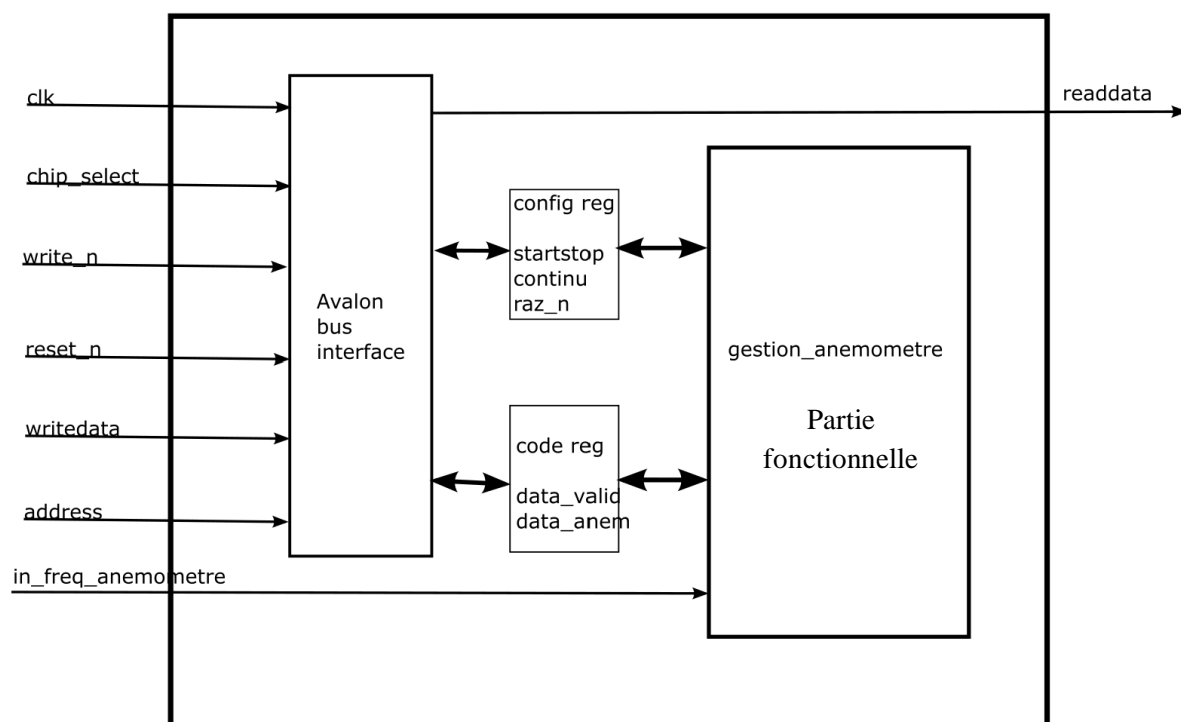 clk
chip_select
write_n
reset_n
writedata
address
in_freq_anemometre
Avalon
bus
interface
config reg
startstop
continu
raz_n
code reg
data_valid
data_anem
readdata
gestion_anemometre
Partie
fonctionnelle